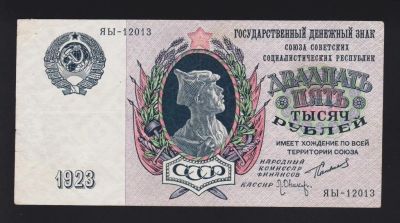 ЯЫ-12013
ГОСУДАРСТВЕННЫЙ ДЕНЕЖНЫЙ ЗНАК
СОЮЗА СОВЕТСКИХ
СОЦИАЛИСТИЧЕСКИХ РЕСПУБЛИК
ДВАДЦАТЬ
ПЯТЬ
ТЫСЯЧ
РУБЛЕЙ
ИМЕЕТ ХОЖДЕНИЕ ПО ВСЕЙ
ТЕРРИТОРИИ СОЮЗА
НАРОДНЫЙ
КОМИССАР
ФИНАНСОВ
КАССИР
1923
СССР
ЯЫ-12013